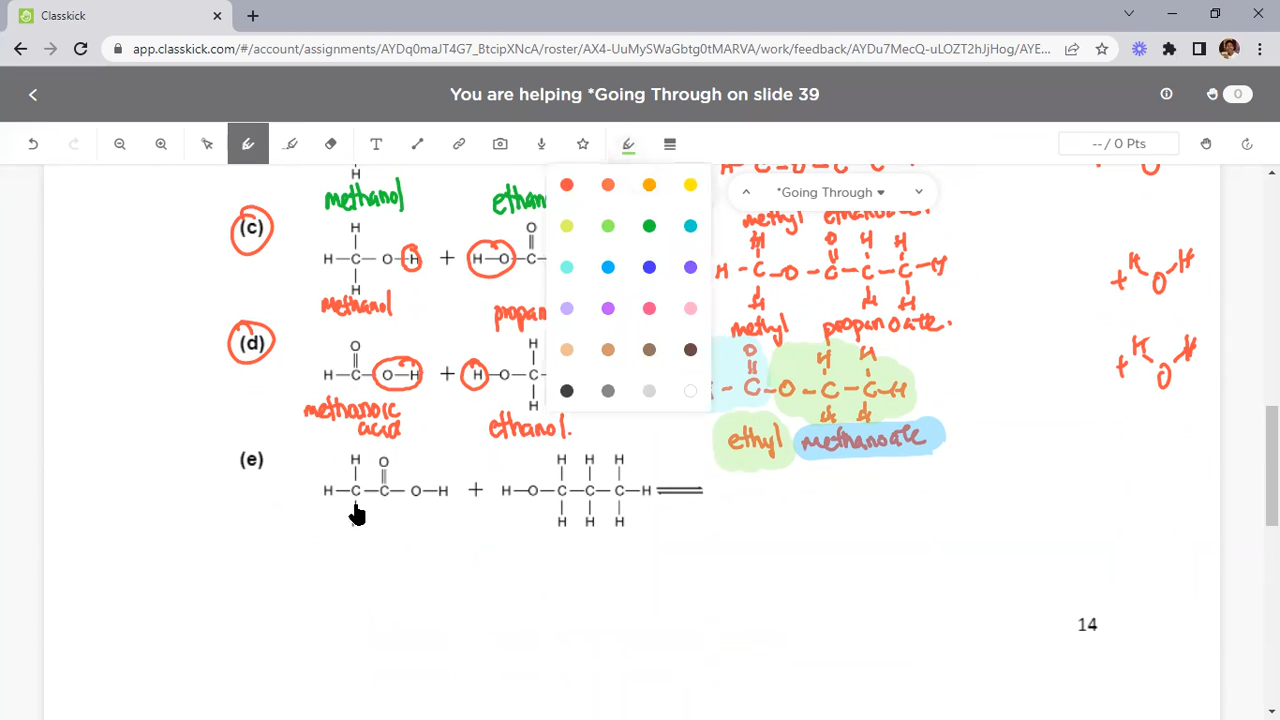 Classkick
app.classkick.com/#/account/assignments/AYDq0maJT4G7_BtcipXNcA/roster/AX4-UuMySWaGbtg0tMARVA/work/feedback/AYDu7MecQ-uLOZT2hJjHog/AYE...
You are helping *Going Through on slide 39
0
-- / 0 Pts
*Going Through
H
methanol
methyl
(c)
H
O
H H H
H C O H + H O C
H C O C C C H
+ H O H
H
H H H
methanol
methyl propanoate.
(d)
O
H
O H H
H C O H + H O C
C O C C H
+ H O H
H
H H
methanoic
acid
ethanol.
ethyl methanoate
(e)
H O
H H H
H C C O H + H O C C C H
H H H
14